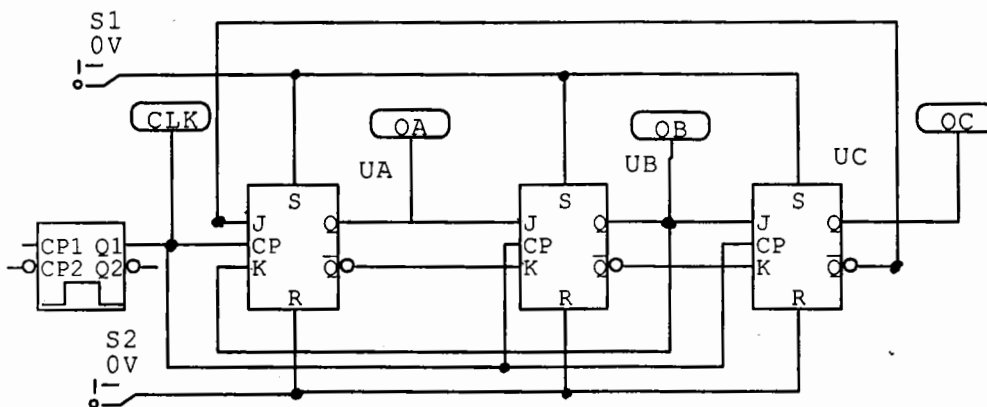 S1
0V
CLK
QA
QB
QC
UA
UB
UC
S
S
S
J
Q
J
Q
J
Q
CP1
Q1
CP
CP
CP
CP2
Q2
K
Q
K
Q
K
Q
R
R
R
S2
0V